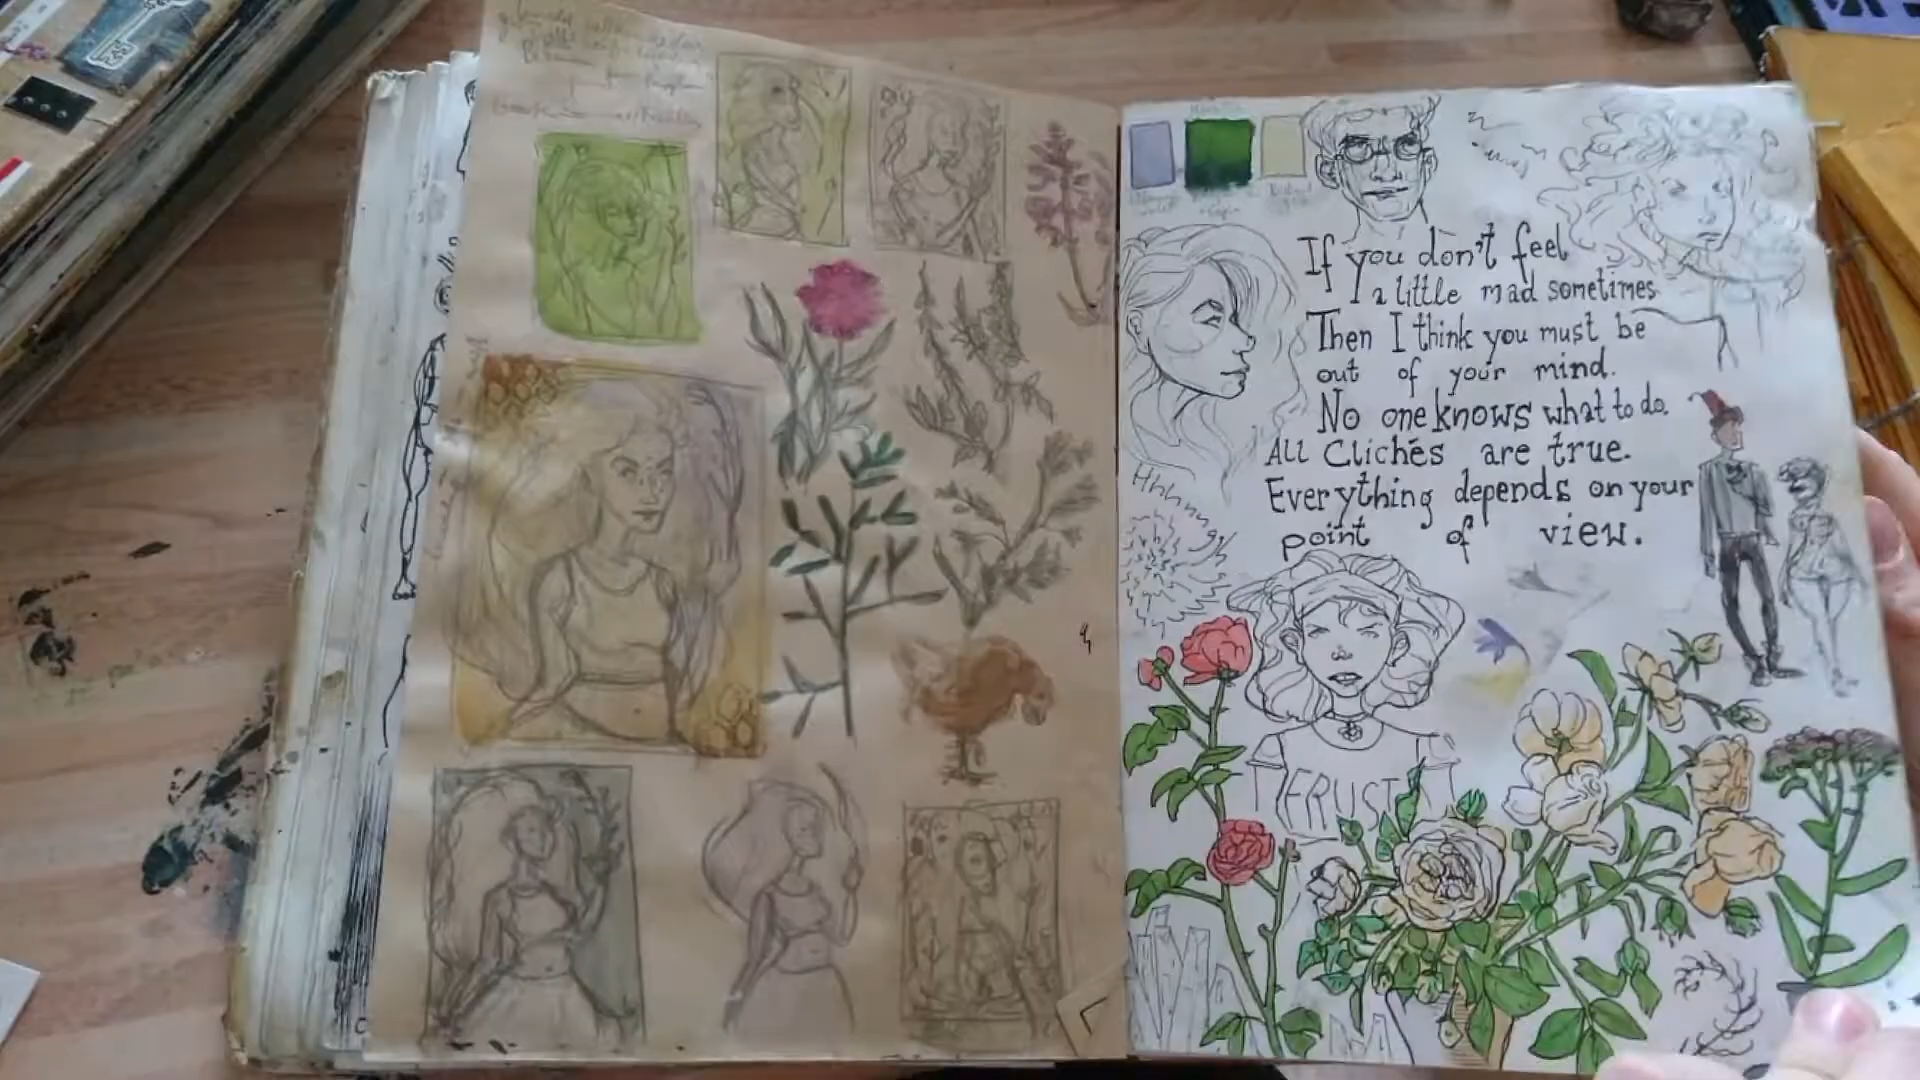 If you don't feel
a little mad sometimes
Then I think you must be
out of your mind.
No one knows what to do.
All Clichés are true.
Everything depends on your
point of view.
Hhhnngg
FRUST